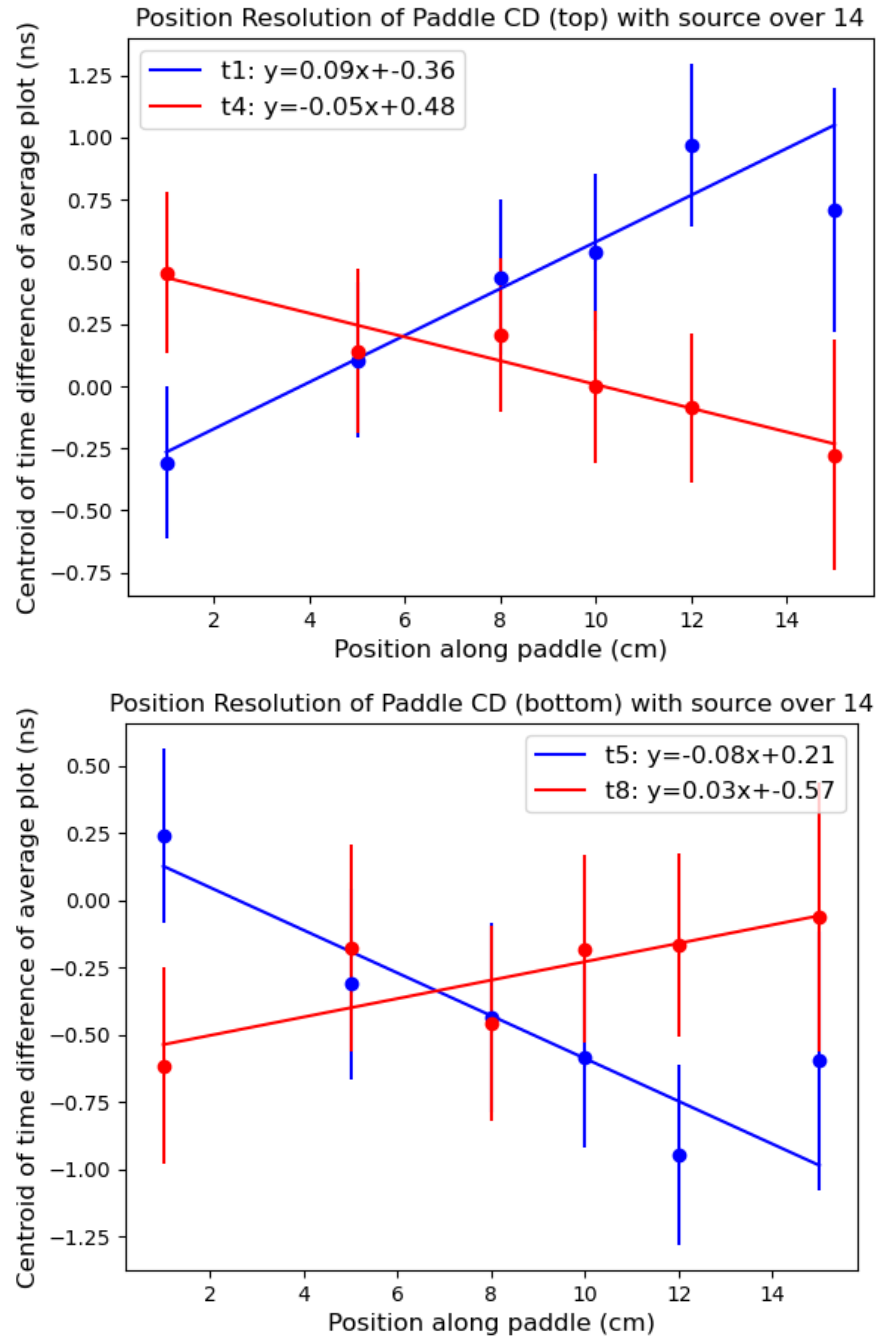 Position Resolution of Paddle CD (top) with source over 14
Centroid of time difference of average plot (ns)
t1: y=0.09x+-0.36
t4: y=-0.05x+0.48
1.25
1.00
0.75
0.50
0.25
0.00
−0.25
−0.50
−0.75
2 4 6 8 10 12 14
Position along paddle (cm)
Position Resolution of Paddle CD (bottom) with source over 14
Centroid of time difference of average plot (ns)
t5: y=-0.08x+0.21
t8: y=0.03x+-0.57
0.50
0.25
0.00
−0.25
−0.50
−0.75
−1.00
−1.25
2 4 6 8 10 12 14
Position along paddle (cm)